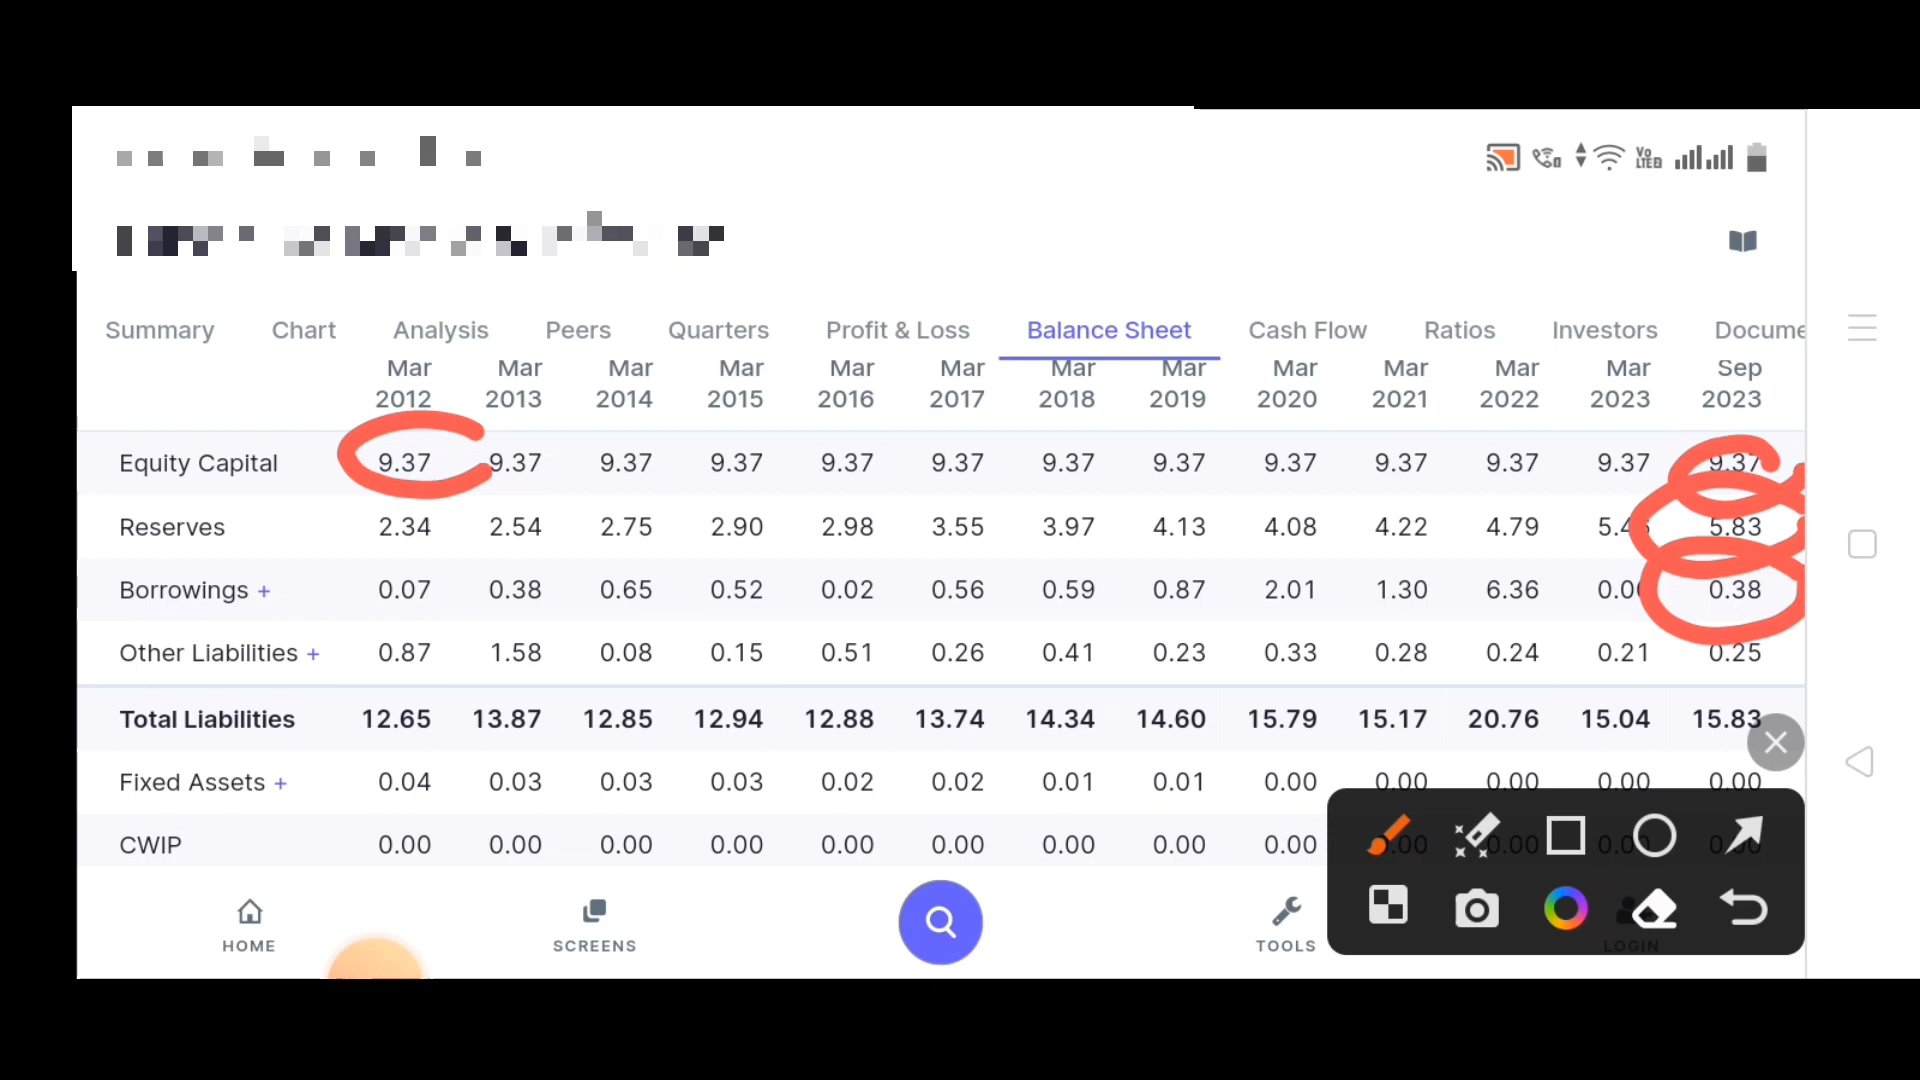 Summary Chart Analysis Peers Quarters Profit & Loss Balance Sheet Cash Flow Ratios Investors Docume
Mar 2012 Mar 2013 Mar 2014 Mar 2015 Mar 2016 Mar 2017 Mar 2018 Mar 2019 Mar 2020 Mar 2021 Mar 2022 Mar 2023 Sep 2023
Equity Capital 9.37 9.37 9.37 9.37 9.37 9.37 9.37 9.37 9.37 9.37 9.37 9.37 9.37
Reserves 2.34 2.54 2.75 2.90 2.98 3.55 3.97 4.13 4.08 4.22 4.79 5.83
Borrowings + 0.07 0.38 0.65 0.52 0.02 0.56 0.59 0.87 2.01 1.30 6.36 0.38
Other Liabilities + 0.87 1.58 0.08 0.15 0.51 0.26 0.41 0.23 0.33 0.28 0.24 0.21 0.25
Total Liabilities 12.65 13.87 12.85 12.94 12.88 13.74 14.34 14.60 15.79 15.17 20.76 15.04 15.83
Fixed Assets + 0.04 0.03 0.03 0.03 0.02 0.02 0.01 0.01 0.00 0.00 0.00 0.00 0.00
CWIP 0.00 0.00 0.00 0.00 0.00 0.00 0.00 0.00 0.00
HOME SCREENS TOOLS LOGIN